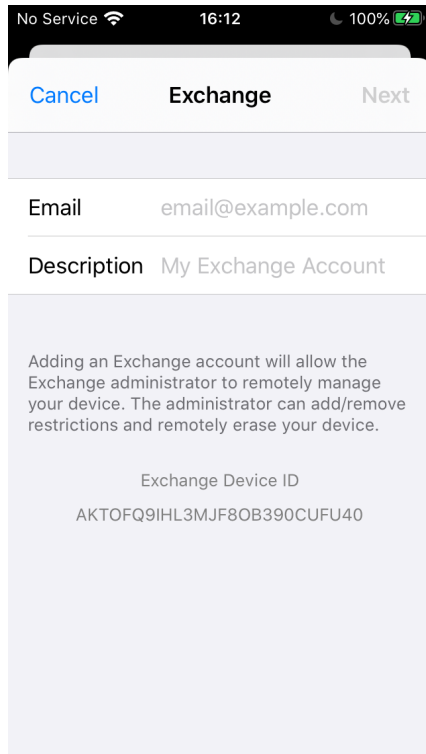 No Service 16:12 100%
Cancel Exchange Next
Email email@example.com
Description My Exchange Account
Adding an Exchange account will allow the
Exchange administrator to remotely manage
your device. The administrator can add/remove
restrictions and remotely erase your device.
Exchange Device ID
AKTOFQ9IHL3MJF8OB390CUFU40